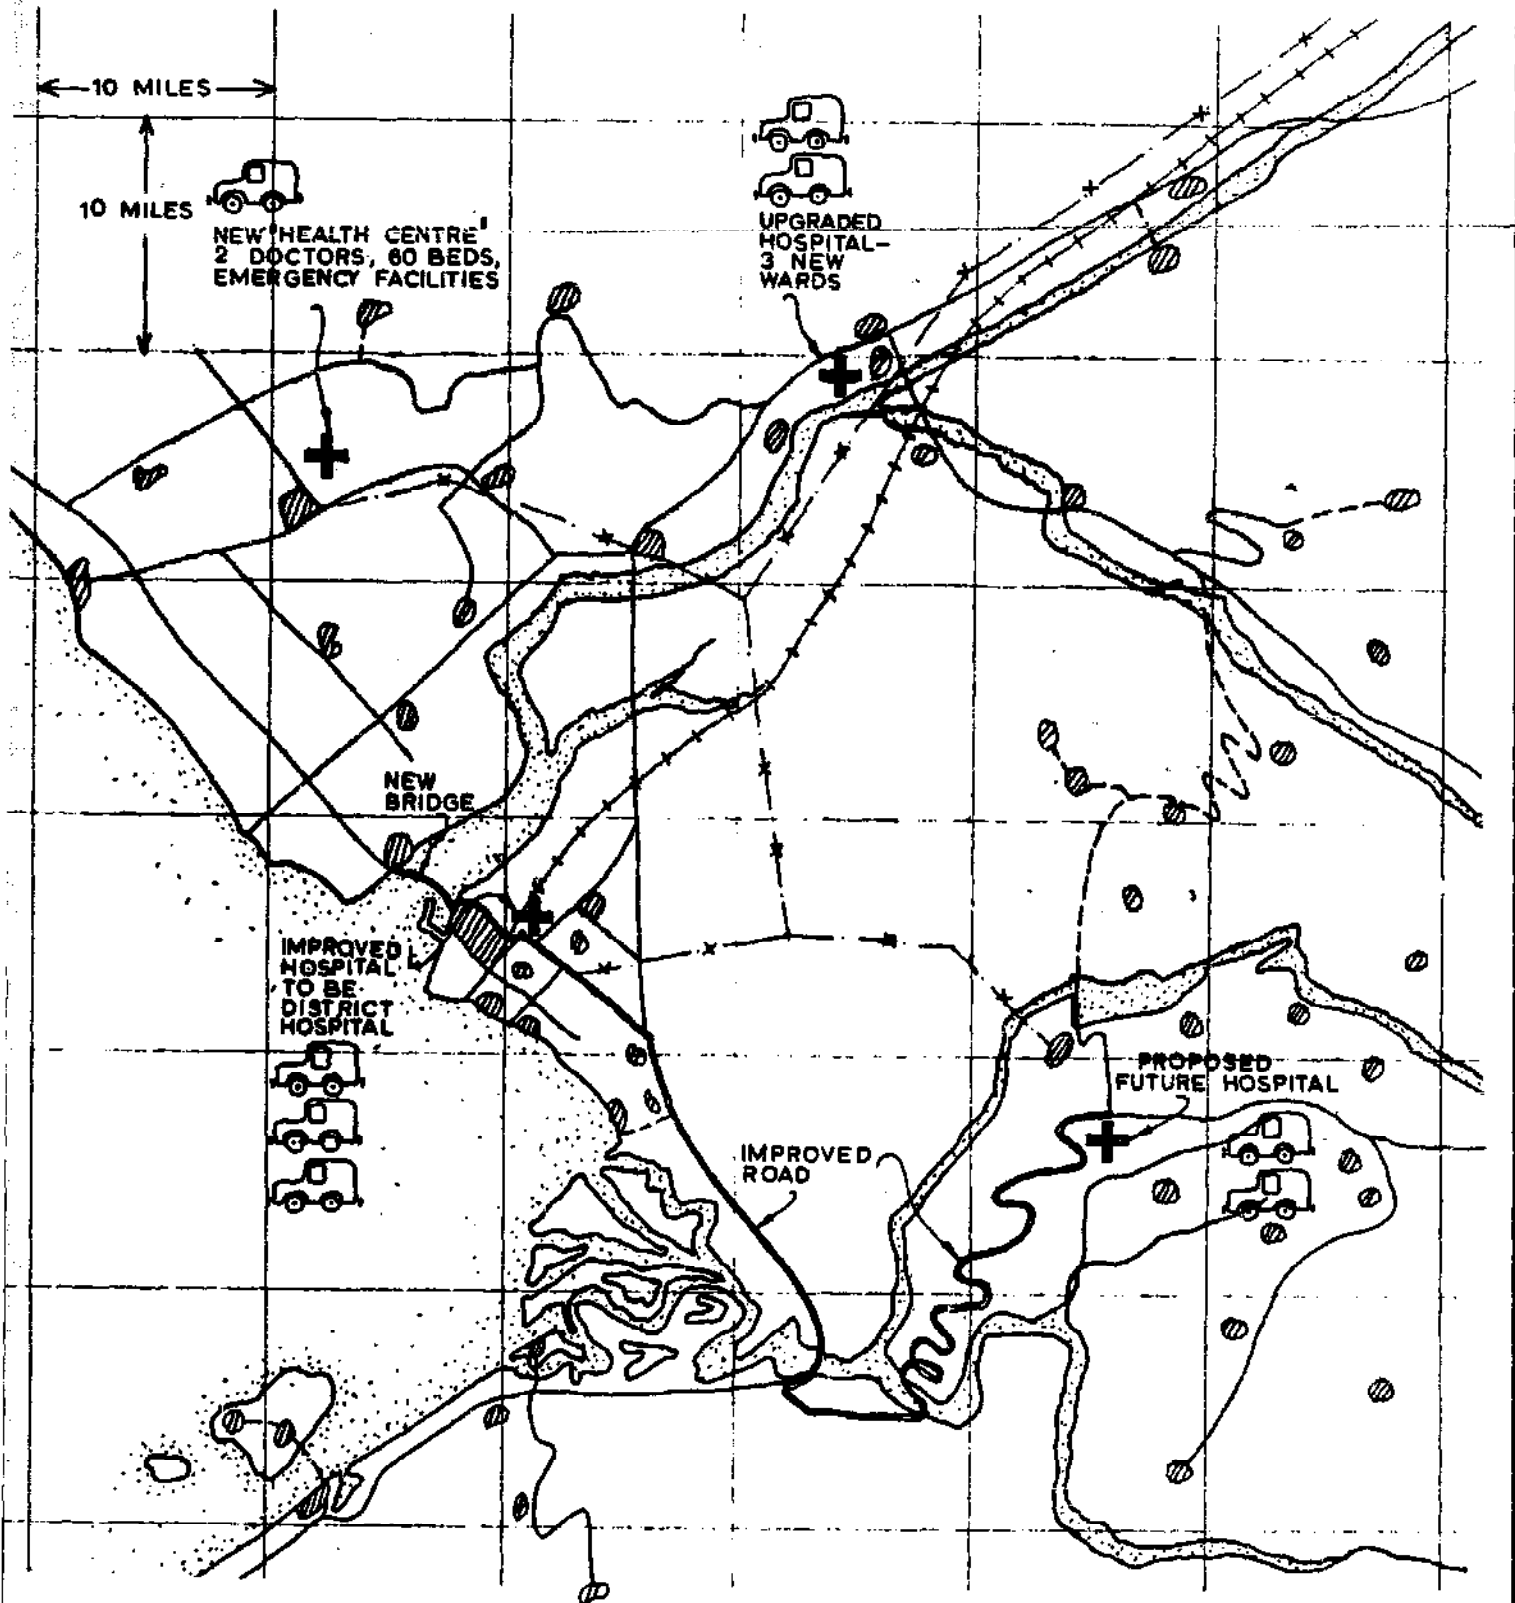 10 MILES
10 MILES
NEW "HEALTH CENTRE"
2 DOCTORS, 60 BEDS,
EMERGENCY FACILITIES
UPGRADED
HOSPITAL-
3 NEW
WARDS
NEW
BRIDGE
IMPROVED
HOSPITAL
TO BE
DISTRICT
HOSPITAL
PROPOSED
FUTURE HOSPITAL
IMPROVED
ROAD